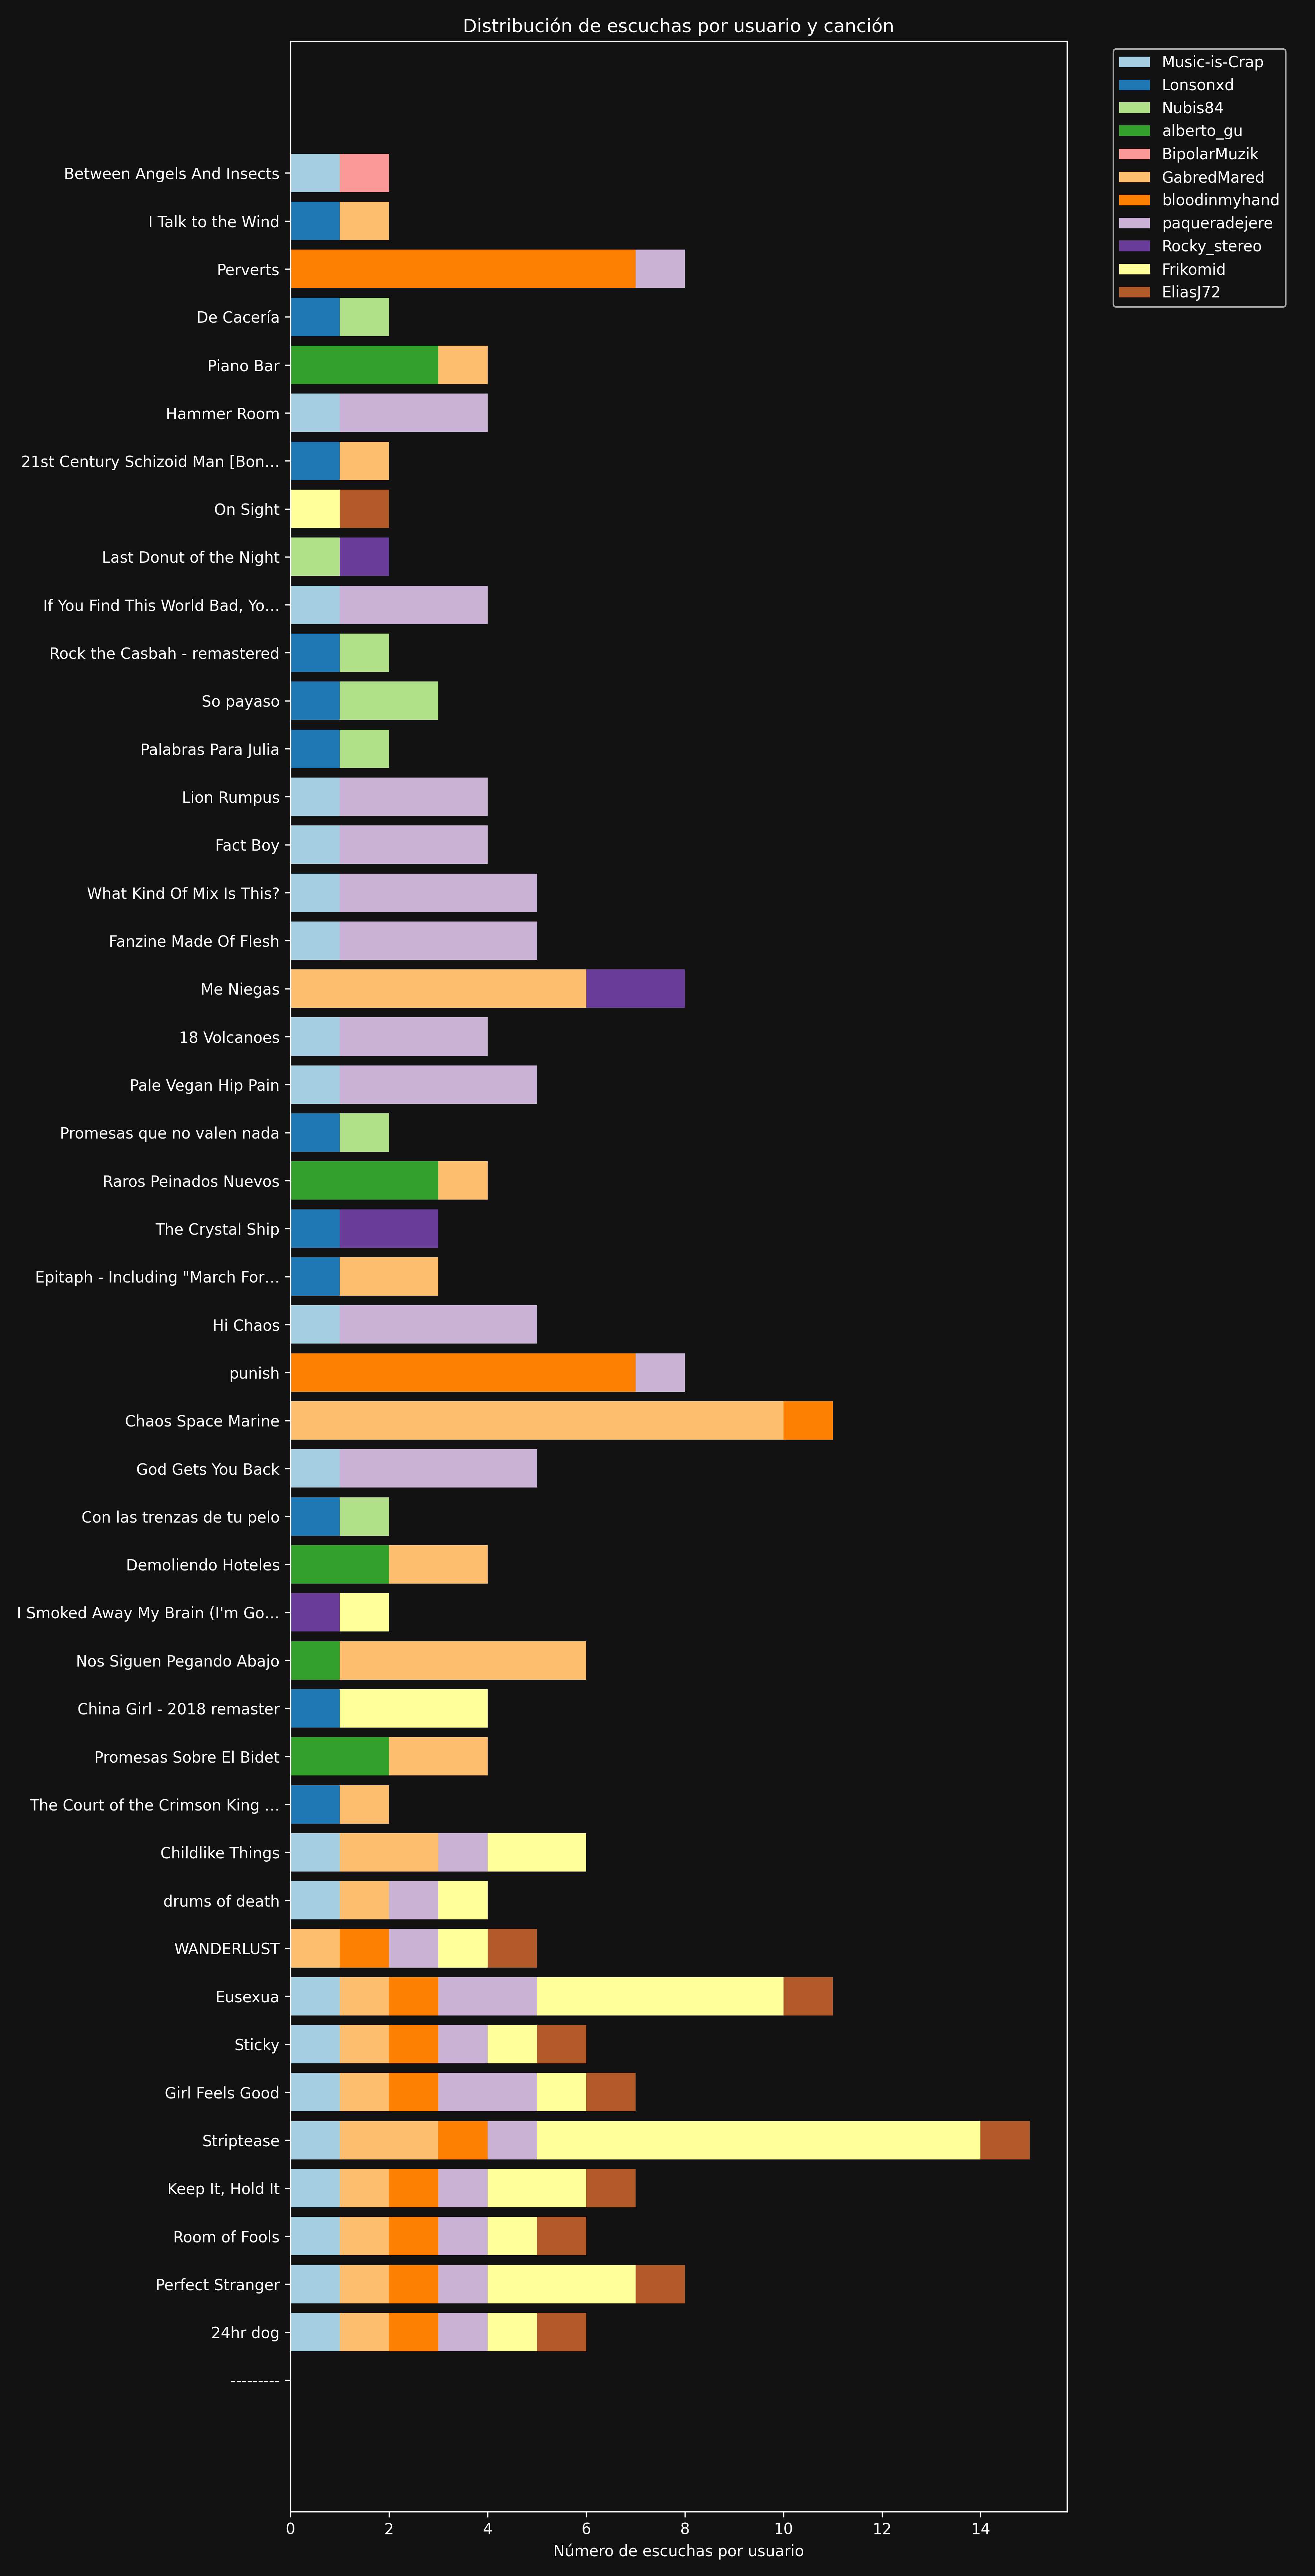 Distribución de escuchas por usuario y canción
Music-is-Crap
Lonsonxd
Nubis84
alberto_gu
BipolarMuzik
GabredMared
bloodinmyhand
paqueradejere
Rocky_stereo
Frikomid
EliasJ72
Between Angels And Insects
I Talk to the Wind
Perverts
De Cacería
Piano Bar
Hammer Room
21st Century Schizoid Man [Bon...
On Sight
Last Donut of the Night
If You Find This World Bad, Yo...
Rock the Casbah - remastered
So payaso
Palabras Para Julia
Lion Rumpus
Fact Boy
What Kind Of Mix Is This?
Fanzine Made Of Flesh
Me Niegas
18 Volcanoes
Pale Vegan Hip Pain
Promesas que no valen nada
Raros Peinados Nuevos
The Crystal Ship
Epitaph - Including "March For...
Hi Chaos
punish
Chaos Space Marine
God Gets You Back
Con las trenzas de tu pelo
Demoliendo Hoteles
I Smoked Away My Brain (I'm Go...
Nos Siguen Pegando Abajo
China Girl - 2018 remaster
Promesas Sobre El Bidet
The Court of the Crimson King ...
Childlike Things
drums of death
WANDERLUST
Eusexua
Sticky
Girl Feels Good
Striptease
Keep It, Hold It
Room of Fools
Perfect Stranger
24hr dog
---------
0 2 4 6 8 10 12 14
Número de escuchas por usuario